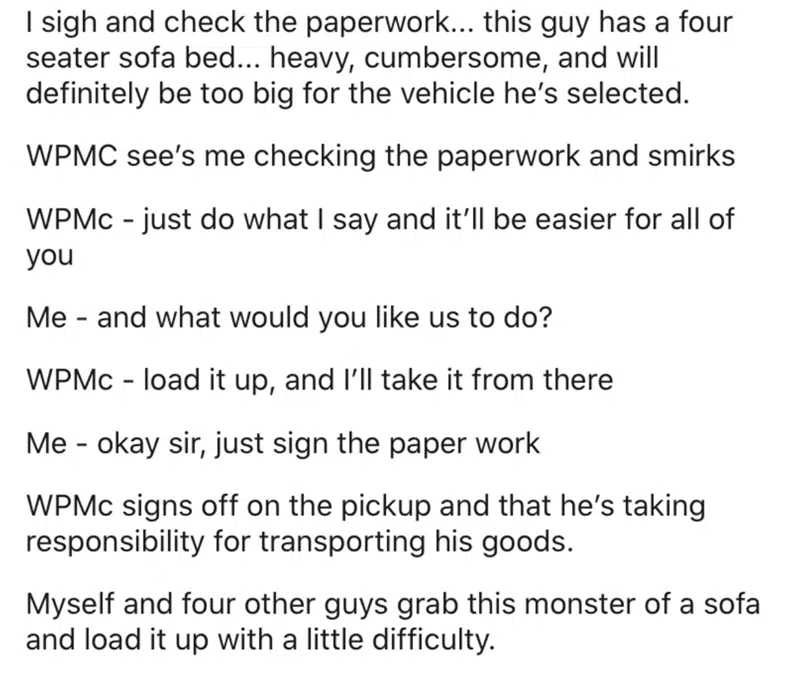 I sigh and check the paperwork... this guy has a four
seater sofa bed... heavy, cumbersome, and will
definitely be too big for the vehicle he's selected.
WPMC see's me checking the paperwork and smirks
WPMc - just do what I say and it'll be easier for all of
you
Me - and what would you like us to do?
WPMc - load it up, and I'll take it from there
Me - okay sir, just sign the paper work
WPMc signs off on the pickup and that he's taking
responsibility for transporting his goods.
Myself and four other guys grab this monster of a sofa
and load it up with a little difficulty.